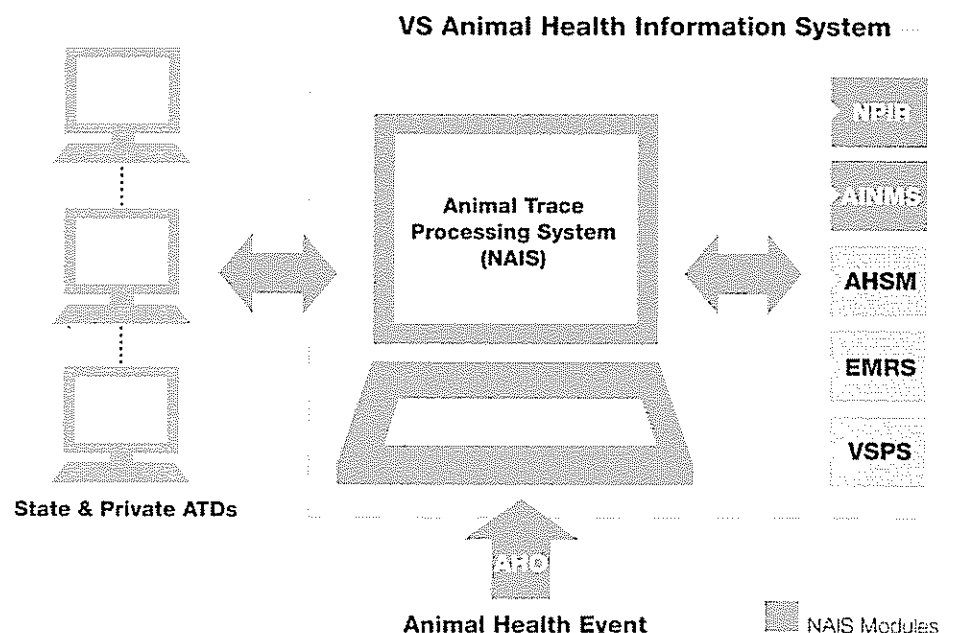 VS Animal Health Information System
NPIR
AINMS
AHSM
EMRS
VSPS
Animal Trace
Processing System
(NAIS)
State & Private ATDs
AHO
Animal Health Event
NAIS Modules